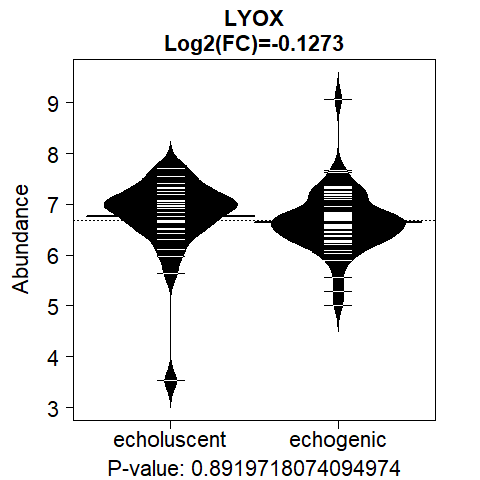 LYOX
Log2(FC)=-0.1273
Abundance
9
8
7
6
5
4
3
echoluscent echogenic
P-value: 0.8919718074094974